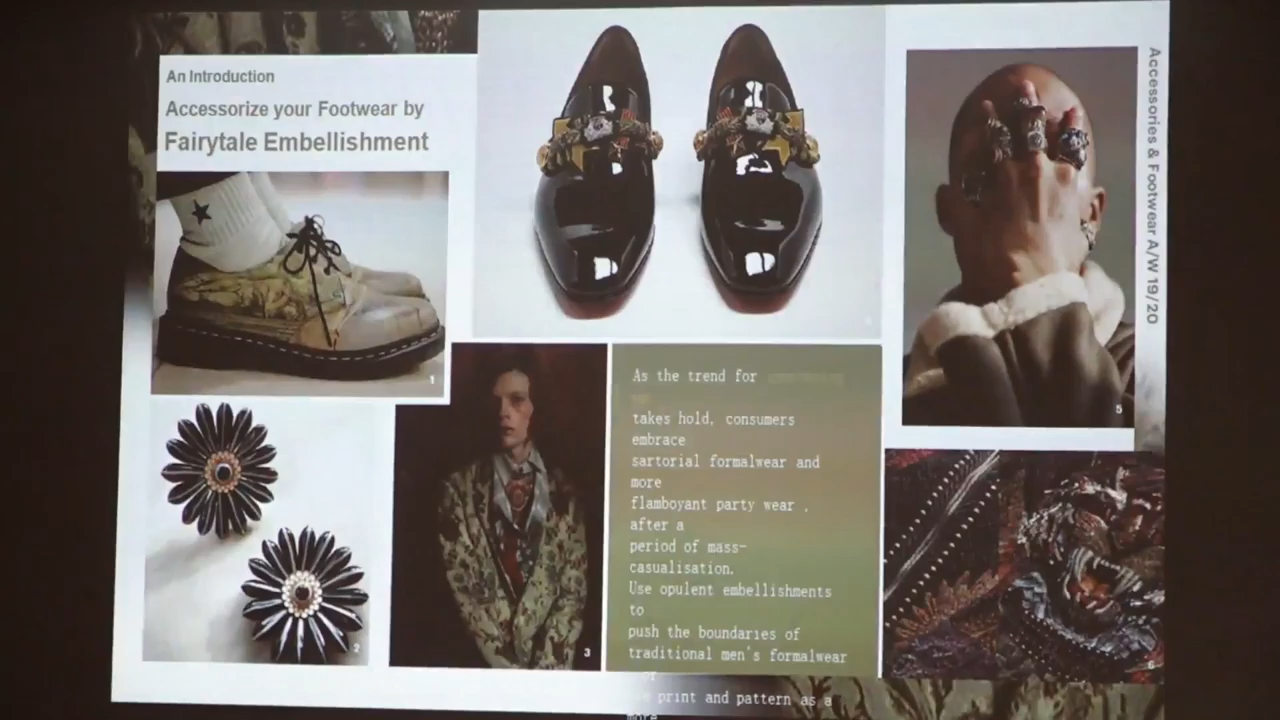 An Introduction
Accessorize your Footwear by
Fairytale Embellishment
Accessories & Footwear A/W 19/20
1
2
3
5
6
As the trend for
takes hold, consumers
embrace
sartorial formalwear and
more
flamboyant party wear .
after a
period of mass-
casualisation.
Use opulent embellishments
to
push the boundaries of
traditional men's formalwear
or
print and pattern as a
more